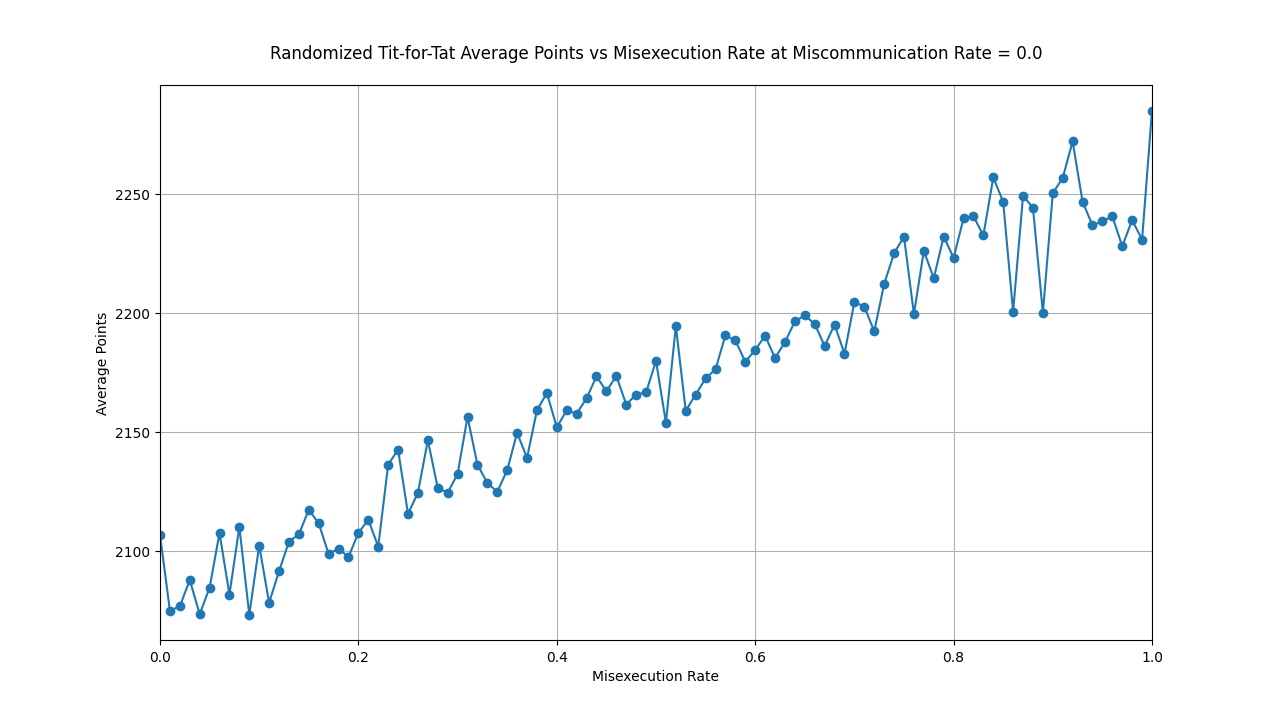 Randomized Tit-for-Tat Average Points vs Misexecution Rate at Miscommunication Rate = 0.0
Average Points
2250
2200
2150
2100
0.0 0.2 0.4 0.6 0.8 1.0
Misexecution Rate